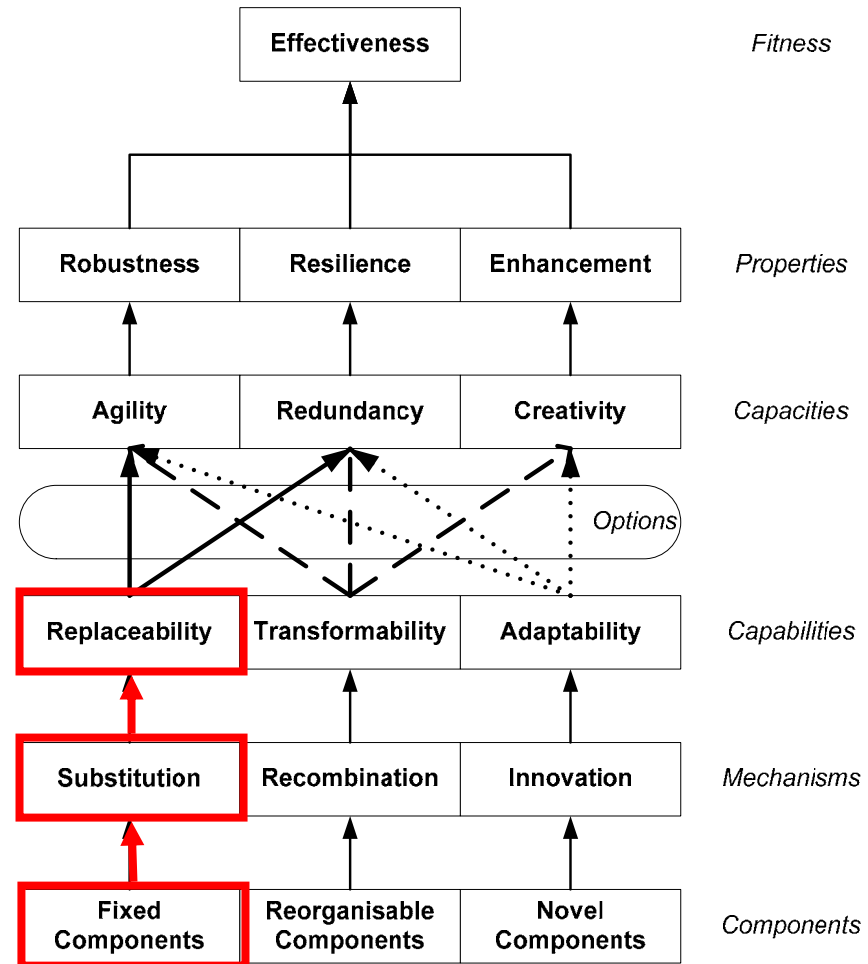 Effectiveness
Fitness
Robustness
Resilience
Enhancement
Properties
Agility
Redundancy
Creativity
Capacities
Options
Replaceability
Transformability
Adaptability
Capabilities
Substitution
Recombination
Innovation
Mechanisms
Fixed
Components
Reorganisable
Components
Novel
Components
Components